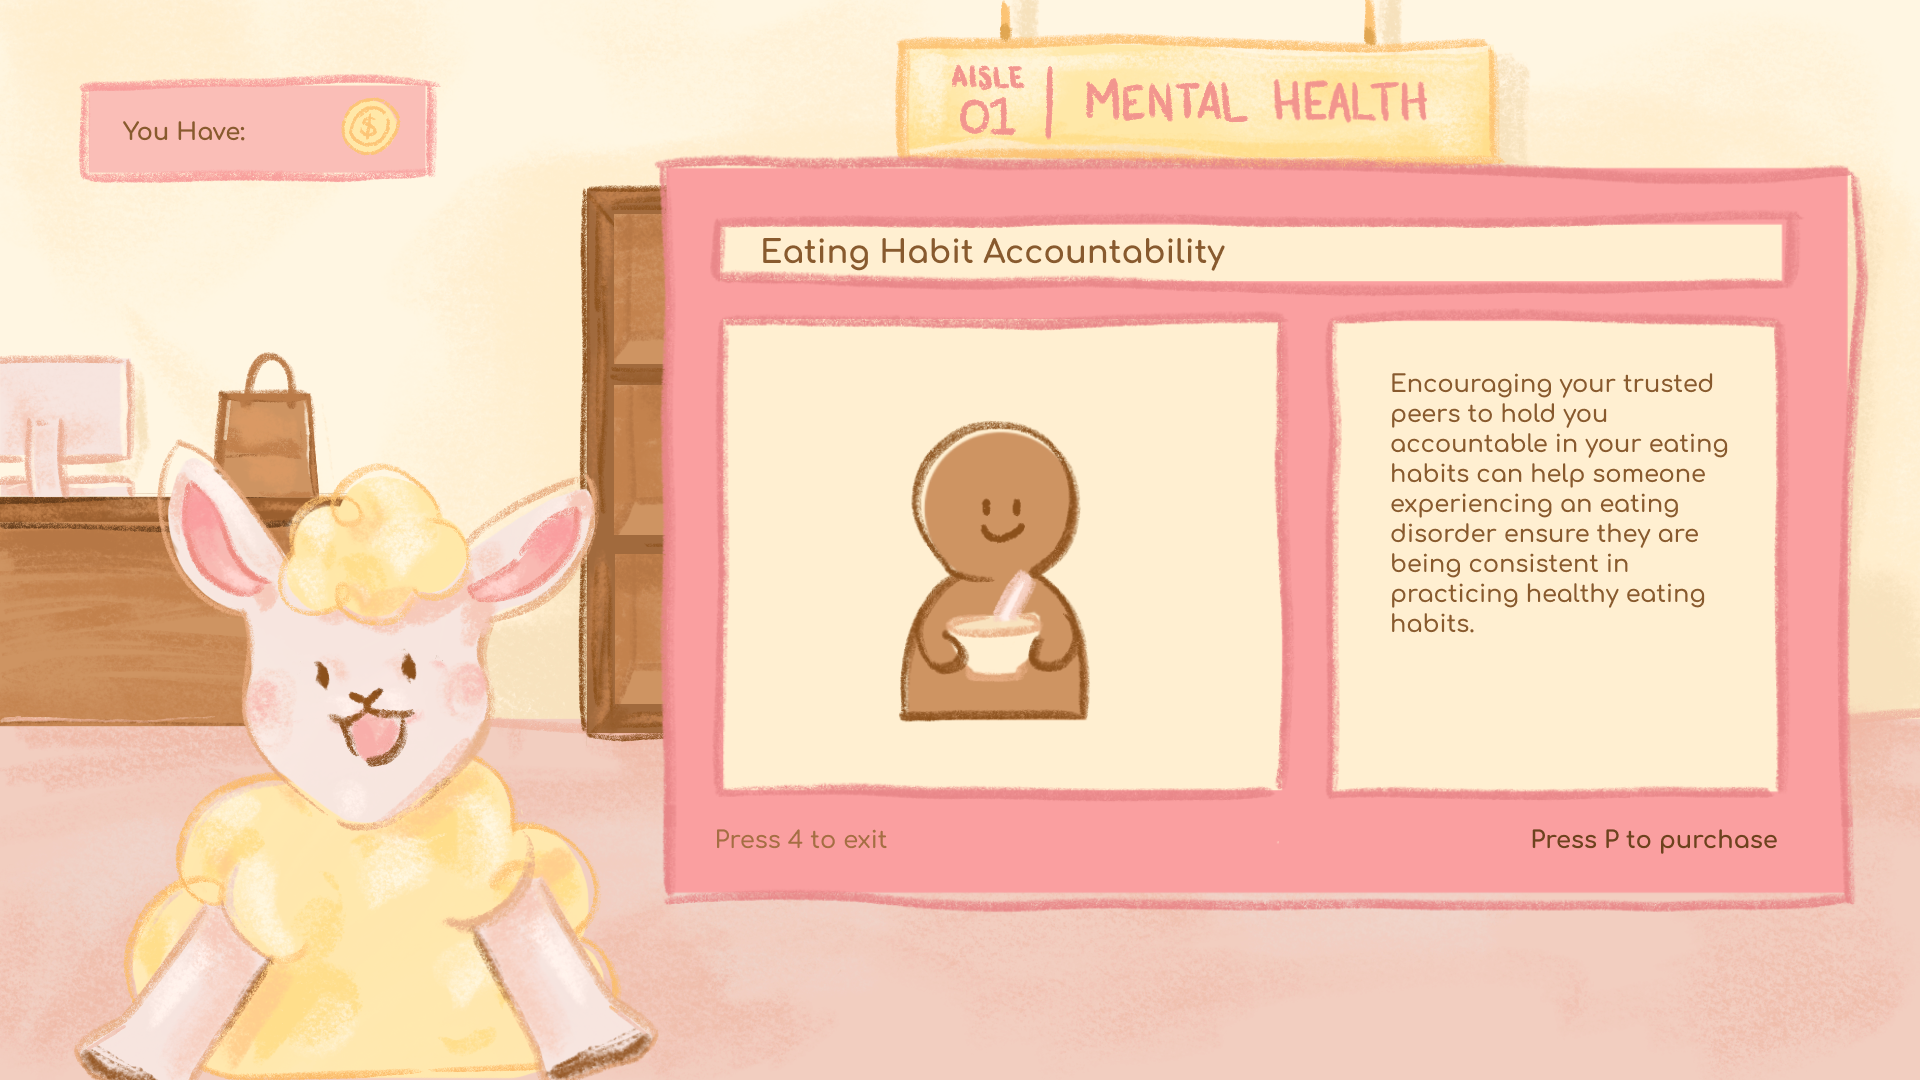 You Have:
$
AISLE
01
MENTAL HEALTH
Eating Habit Accountability
Encouraging your trusted
peers to hold you
accountable in your eating
habits can help someone
experiencing an eating
disorder ensure they are
being consistent in
practicing healthy eating
habits.
Press 4 to exit
Press P to purchase